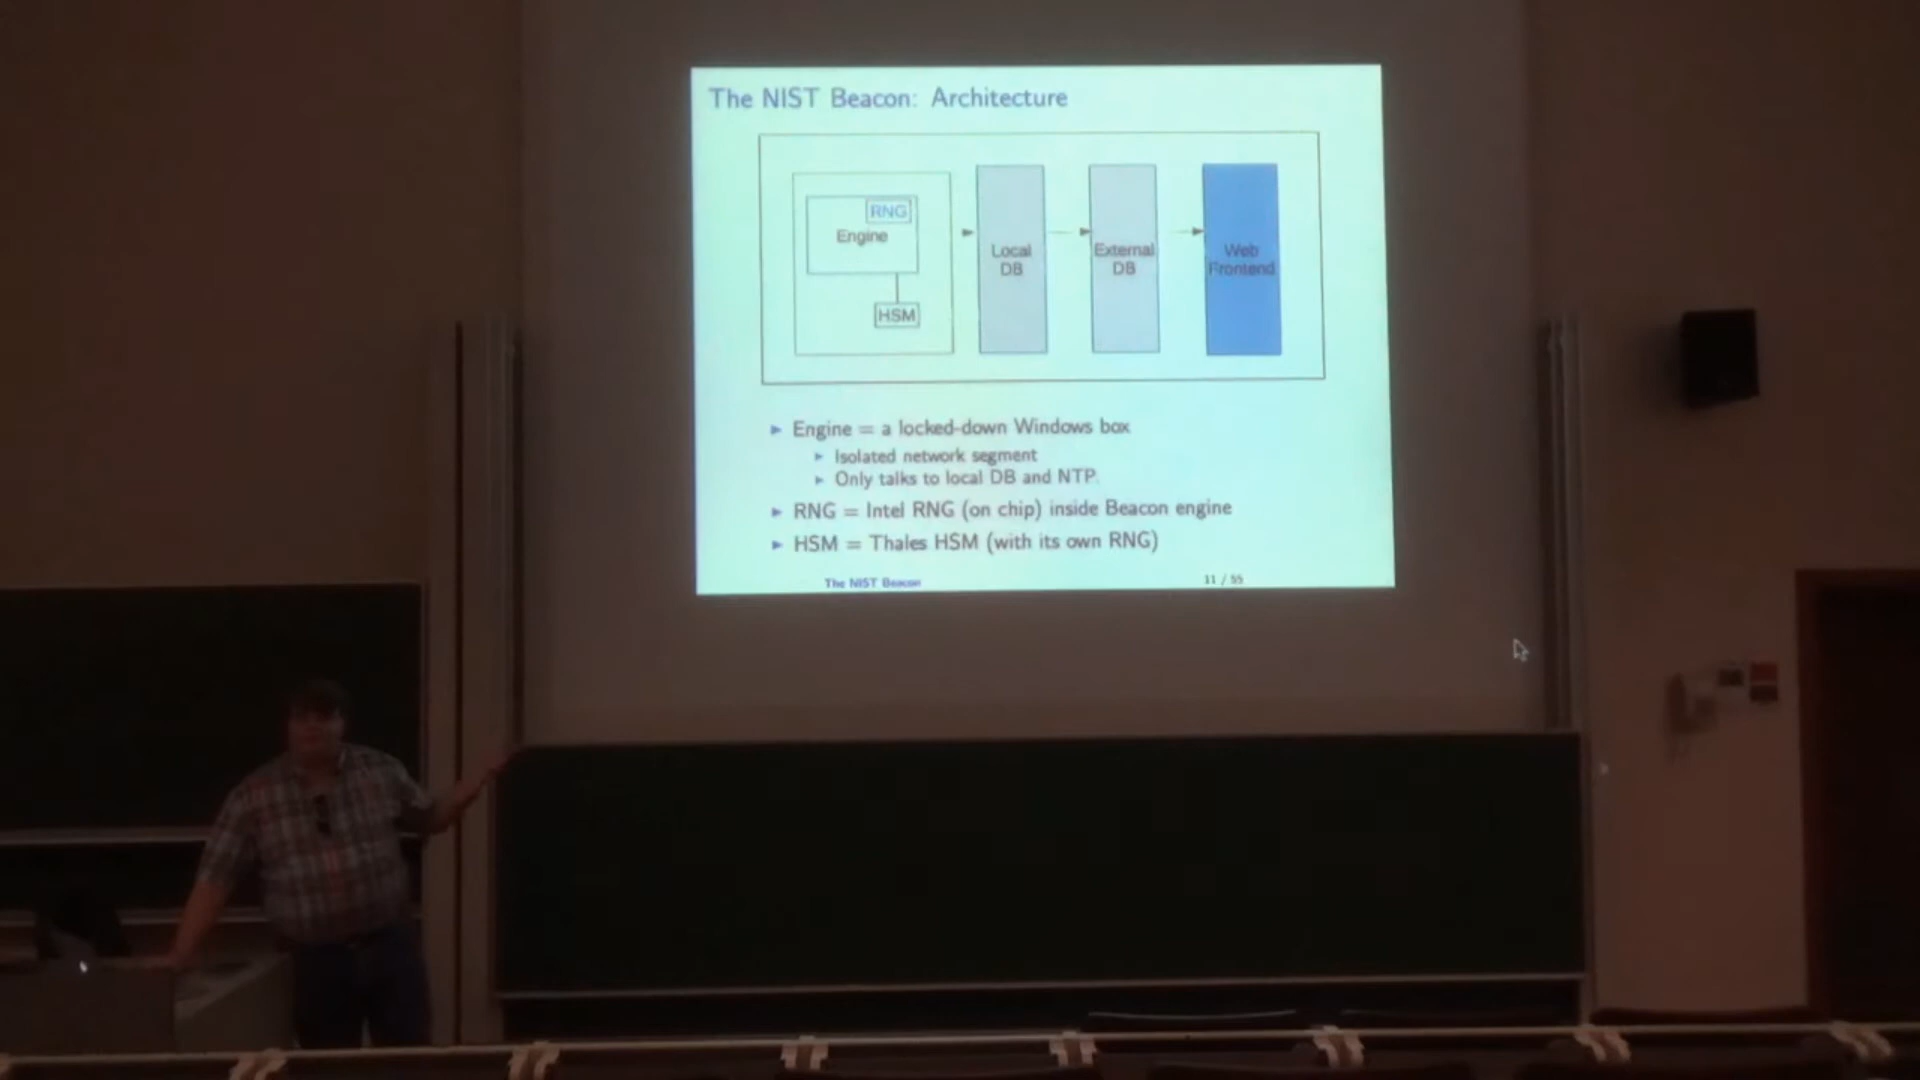 The NIST Beacon: Architecture
RNG
Engine
HSM
Local
DB
External
DB
Web
Frontend
► Engine = a locked-down Windows box
► Isolated network segment
► Only talks to local DB and NTP.
► RNG = Intel RNG (on chip) inside Beacon engine
► HSM = Thales HSM (with its own RNG)
The NIST Beacon
11 / 55